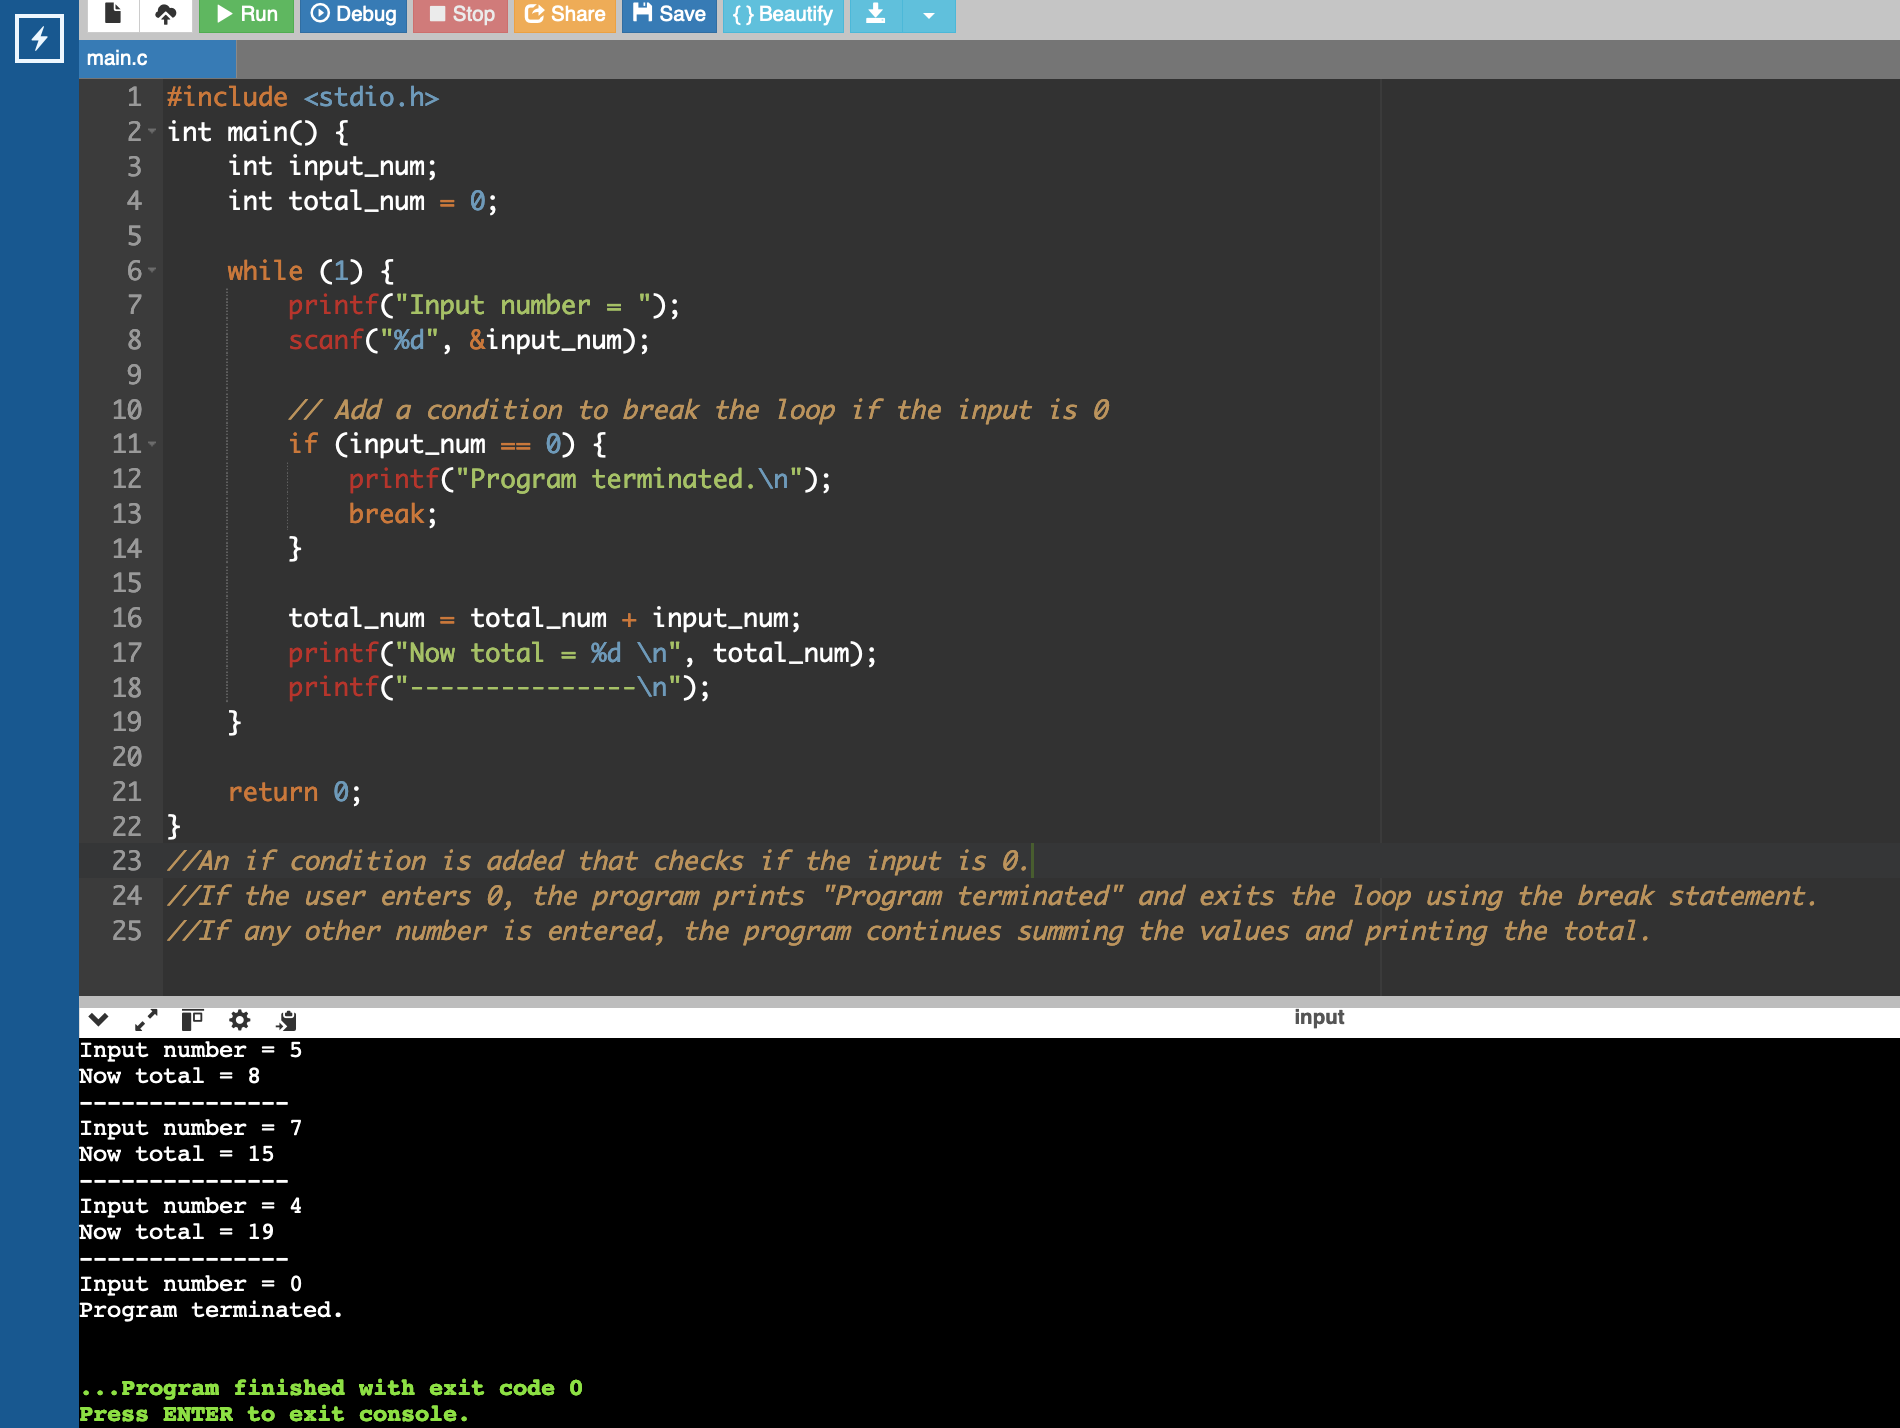 Run Debug Stop Share Save { } Beautify
main.c
1 #include <stdio.h>
2 int main() {
3     int input_num;
4     int total_num = 0;
5
6     while (1) {
7         printf("Input number = ");
8         scanf("%d", &input_num);
9
10         // Add a condition to break the loop if the input is 0
11         if (input_num == 0) {
12             printf("Program terminated.\n");
13             break;
14         }
15
16         total_num = total_num + input_num;
17         printf("Now total = %d \n", total_num);
18         printf("---------------\n");
19     }
20
21     return 0;
22 }
23 //An if condition is added that checks if the input is 0.
24 //If the user enters 0, the program prints "Program terminated" and exits the loop using the break statement.
25 //If any other number is entered, the program continues summing the values and printing the total.
input
Input number = 5
Now total = 8
---------------
Input number = 7
Now total = 15
---------------
Input number = 4
Now total = 19
---------------
Input number = 0
Program terminated.
...Program finished with exit code 0
Press ENTER to exit console.